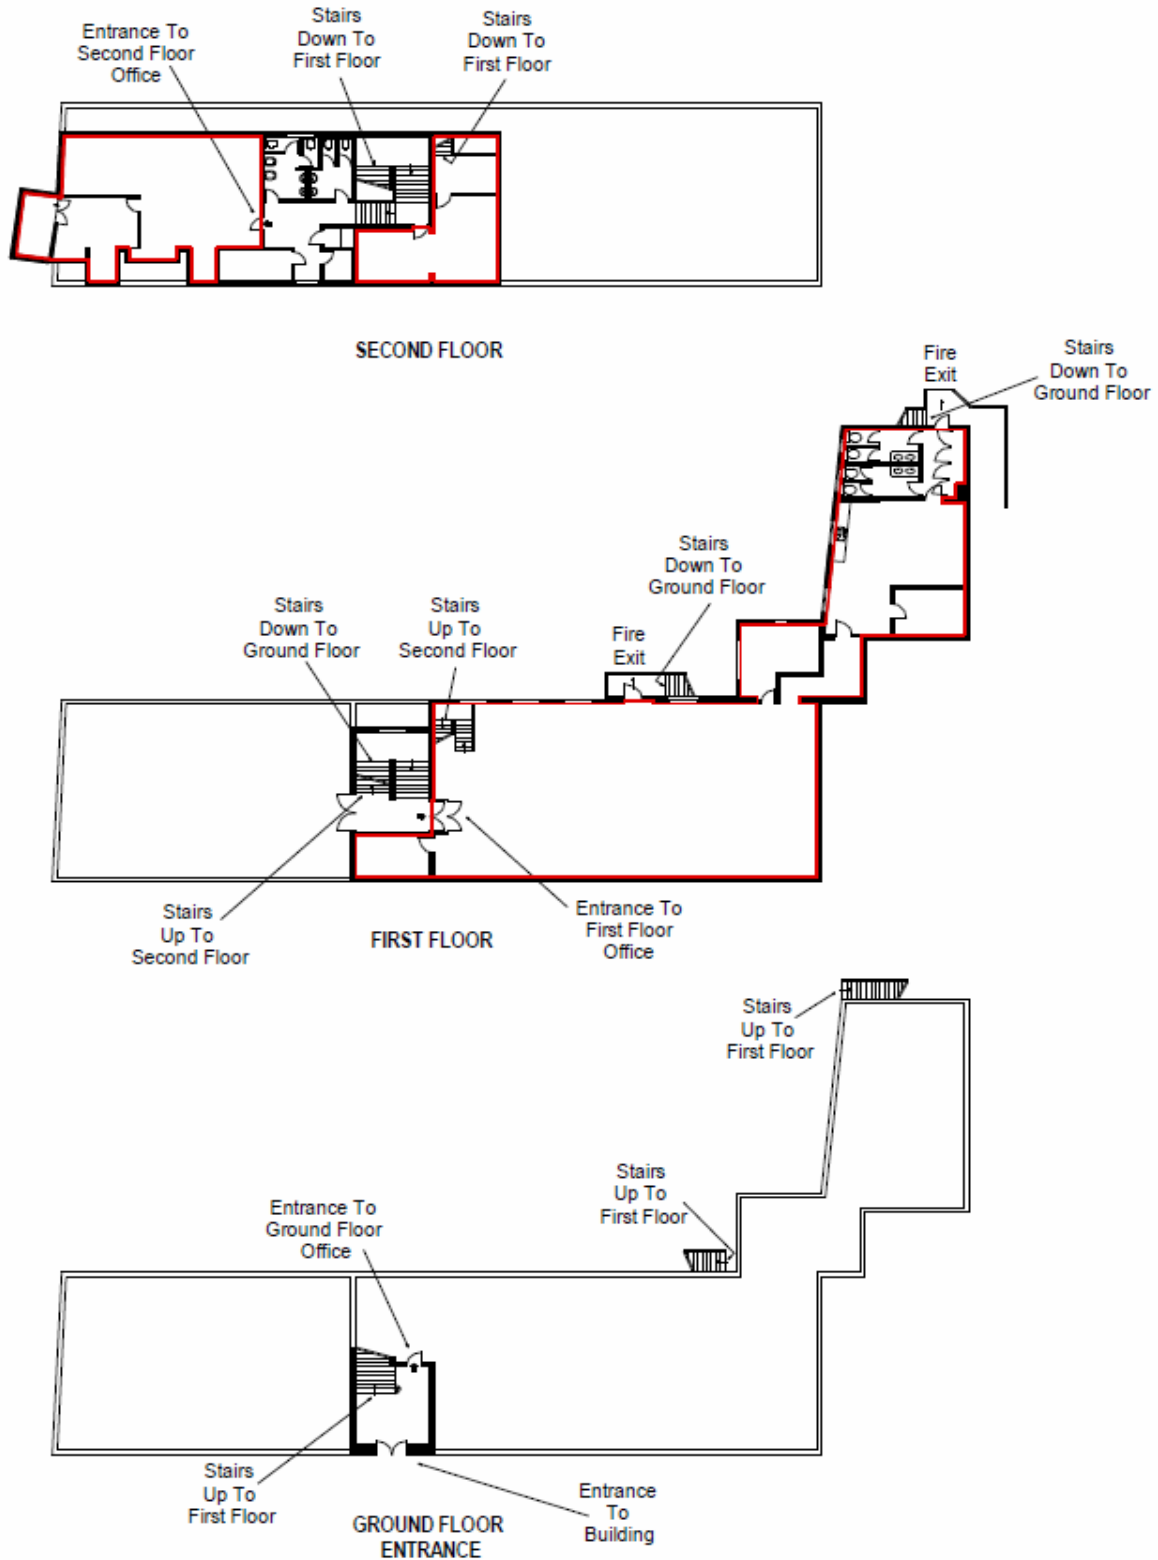 Entrance To
Second Floor
Office
Stairs
Down To
First Floor
Stairs
Down To
First Floor
SECOND FLOOR
Fire
Exit
Stairs
Down To
Ground Floor
Stairs
Down To
Ground Floor
Stairs
Down To
Ground Floor
Stairs
Up To
Second Floor
Fire
Exit
Stairs
Up To
Second Floor
FIRST FLOOR
Entrance To
First Floor
Office
Stairs
Up To
First Floor
Stairs
Up To
First Floor
Entrance To
Ground Floor
Office
Stairs
Up To
First Floor
GROUND FLOOR
ENTRANCE
Entrance
To
Building